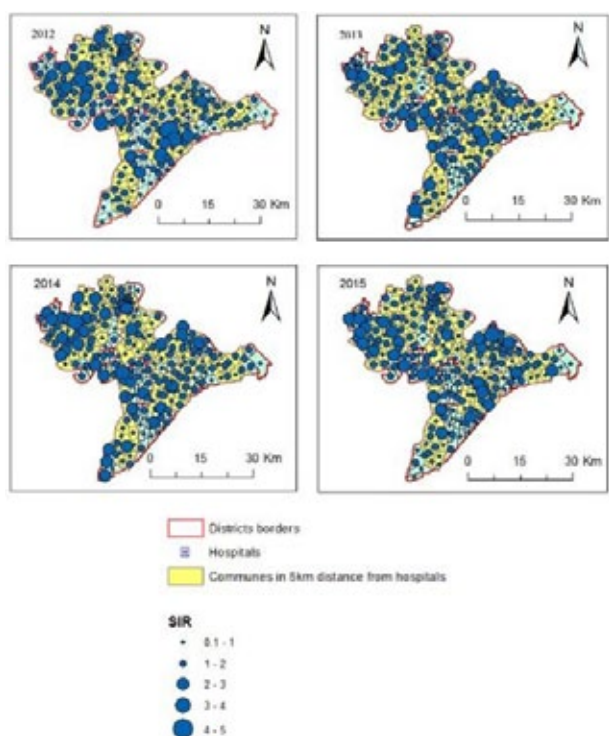 2012
N
0 15 30 Km
2013
N
0 15 30 Km
2014
N
0 15 30 Km
2015
N
0 15 30 Km
Districts borders
Hospitals
Communes in 5km distance from hospitals
SIR
0.1 - 1
1 - 2
2 - 3
3 - 4
4 - 5